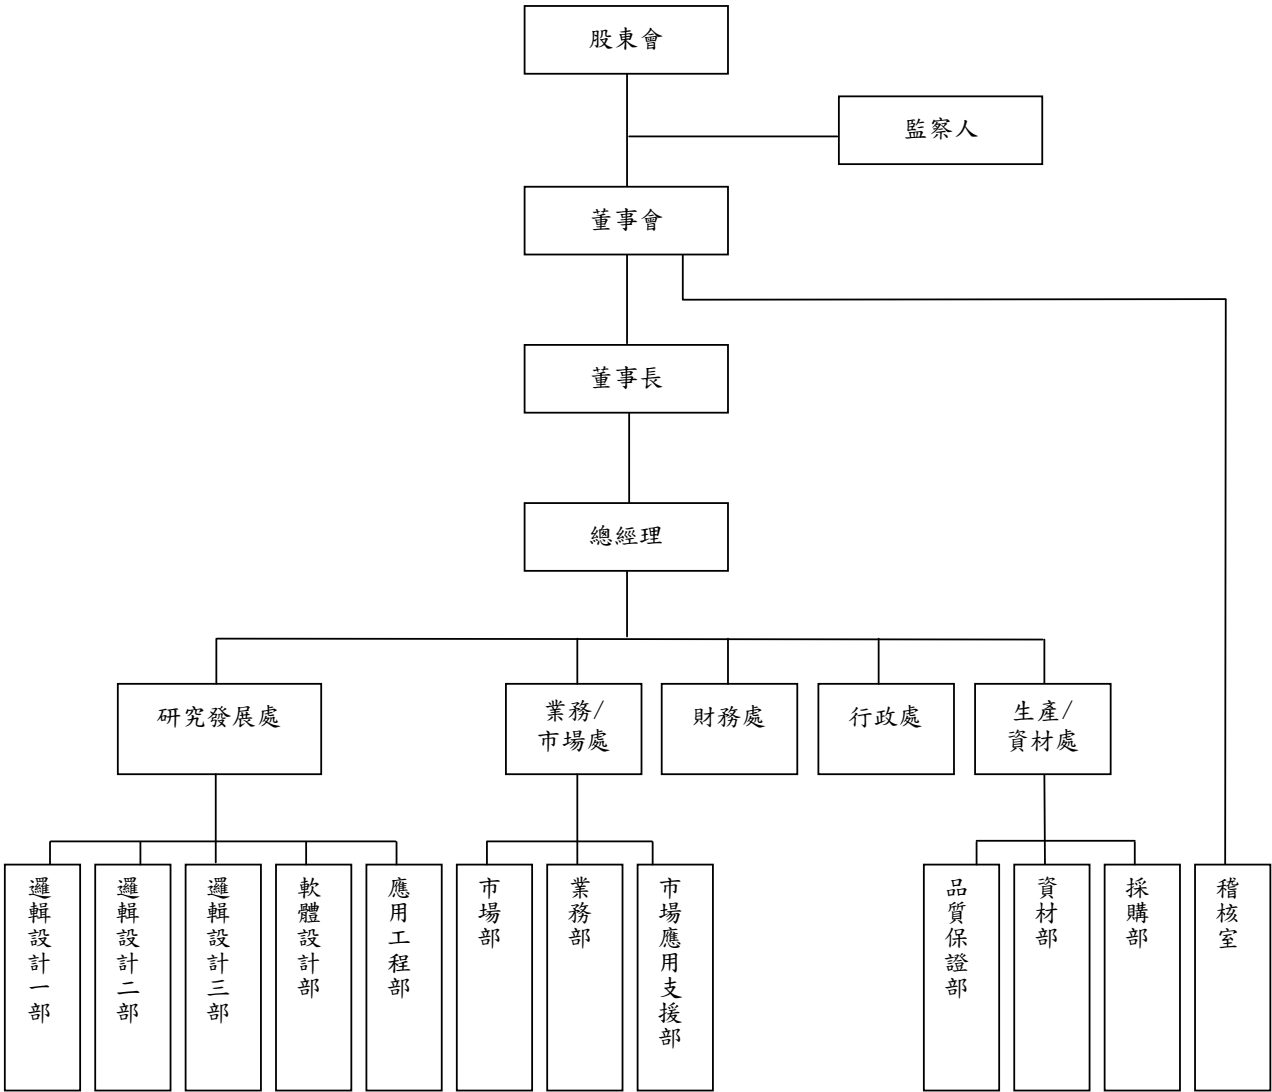 股東會
監察人
董事會
董事長
總經理
研究發展處
業務/
市場處
財務處
行政處
生產/
資材處
邏輯設計一部
邏輯設計二部
邏輯設計三部
軟體設計部
應用工程部
市場部
業務部
市場應用支援部
品質保證部
資材部
採購部
稽核室